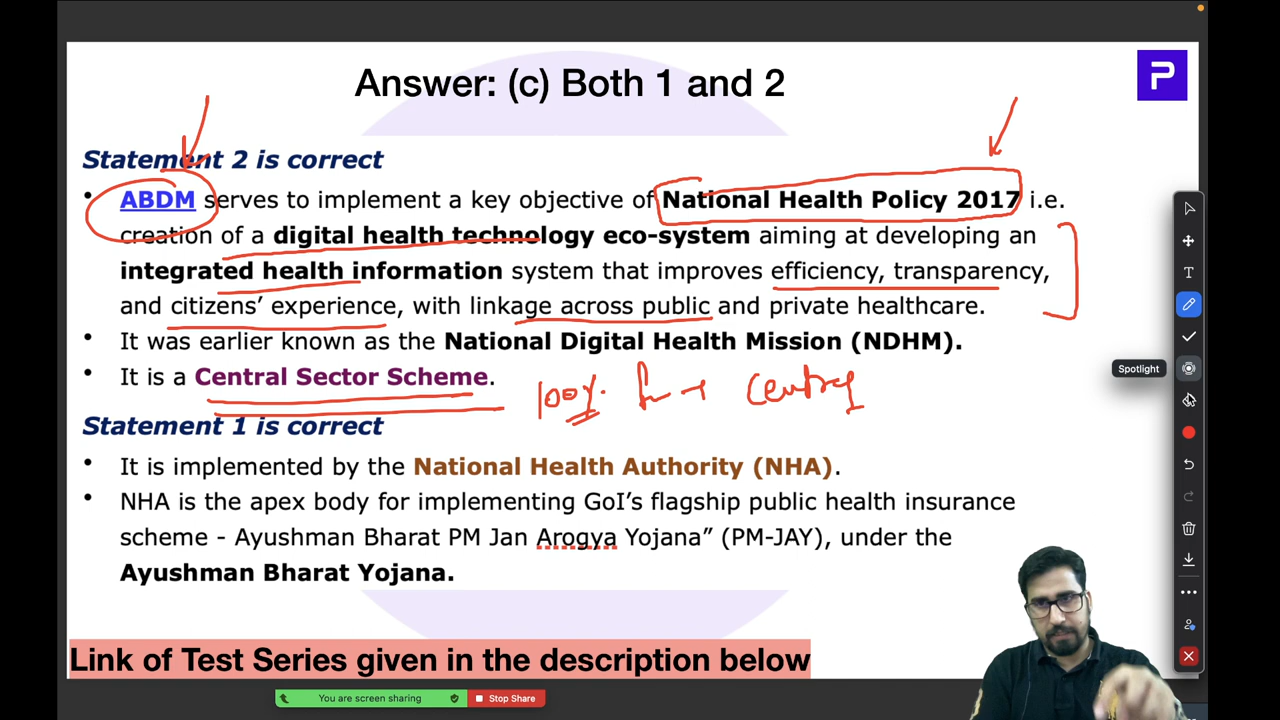 Answer: (c) Both 1 and 2
P
Statement 2 is correct
• ABDM serves to implement a key objective of National Health Policy 2017 i.e.
creation of a digital health technology eco-system aiming at developing an
integrated health information system that improves efficiency, transparency,
and citizens’ experience, with linkage across public and private healthcare.
• It was earlier known as the National Digital Health Mission (NDHM).
• It is a Central Sector Scheme.
100%
Statement 1 is correct
• It is implemented by the National Health Authority (NHA).
• NHA is the apex body for implementing GoI’s flagship public health insurance
scheme - Ayushman Bharat PM Jan Arogya Yojana” (PM-JAY), under the
Ayushman Bharat Yojana.
Link of Test Series given in the description below
T
Spotlight
You are screen sharing
Stop Share